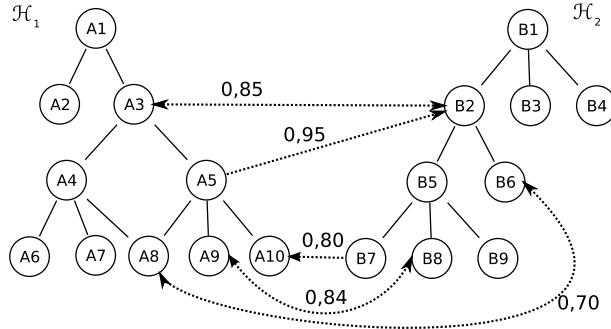 ℋ₁ ℋ₂
A1 B1
A2 A3 0,85 B2 B3 B4
0,95
A4 A5 B5 B6
A6 A7 A8 A9 A10 0,80 B7 B8 B9
0,84 0,70